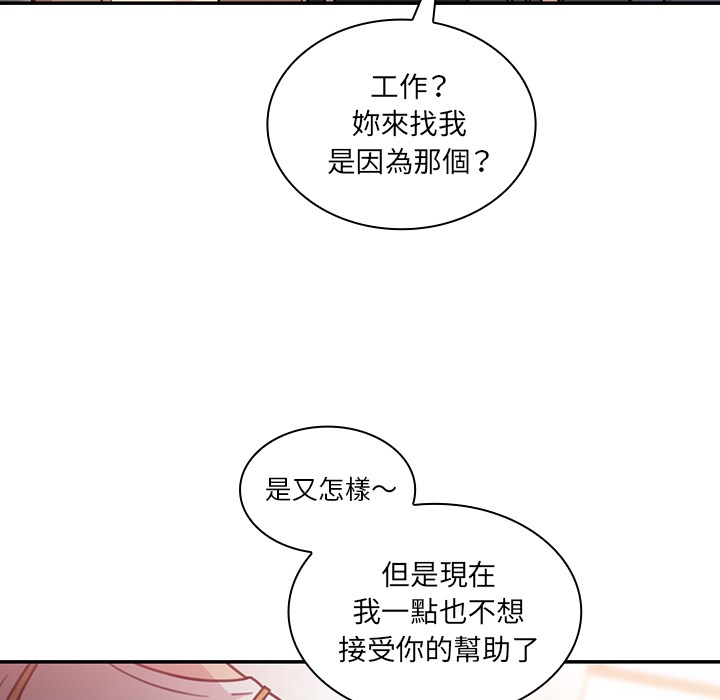 工作？
妳來找我
是因為那個？
是又怎樣～
但是現在
我一點也不想
接受你的幫助了